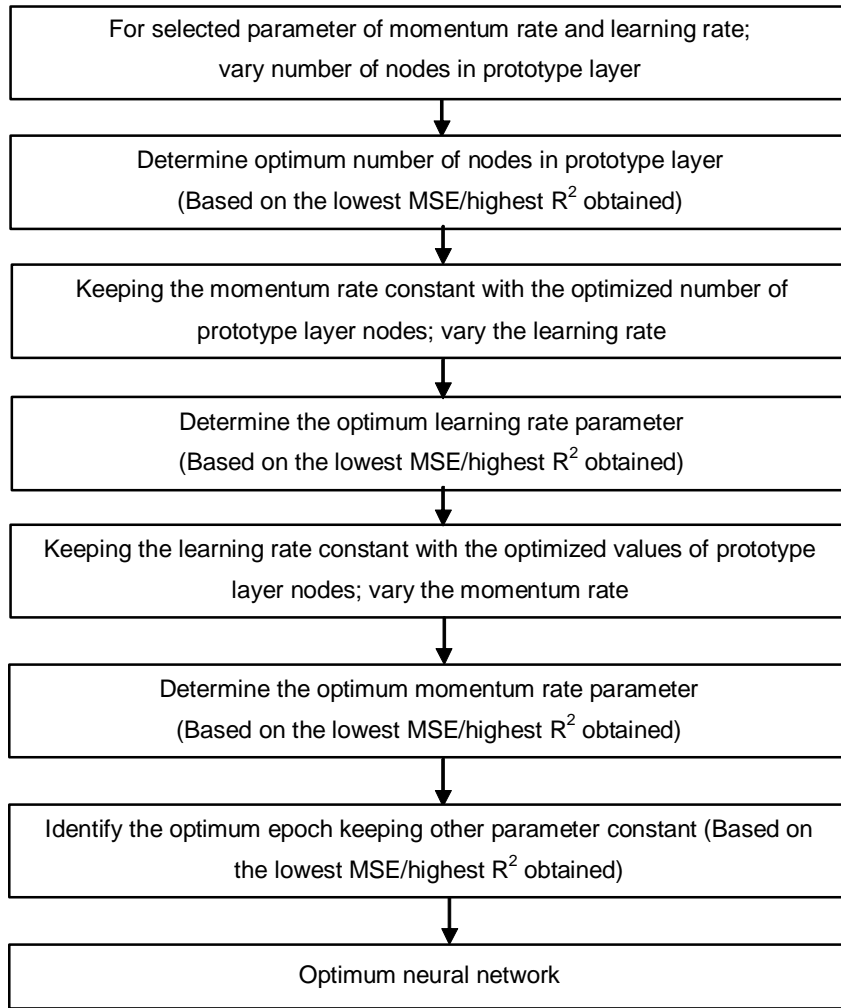 For selected parameter of momentum rate and learning rate;
vary number of nodes in prototype layer
Determine optimum number of nodes in prototype layer
(Based on the lowest MSE/highest R² obtained)
Keeping the momentum rate constant with the optimized number of
prototype layer nodes; vary the learning rate
Determine the optimum learning rate parameter
(Based on the lowest MSE/highest R² obtained)
Keeping the learning rate constant with the optimized values of prototype
layer nodes; vary the momentum rate
Determine the optimum momentum rate parameter
(Based on the lowest MSE/highest R² obtained)
Identify the optimum epoch keeping other parameter constant (Based on
the lowest MSE/highest R² obtained)
Optimum neural network